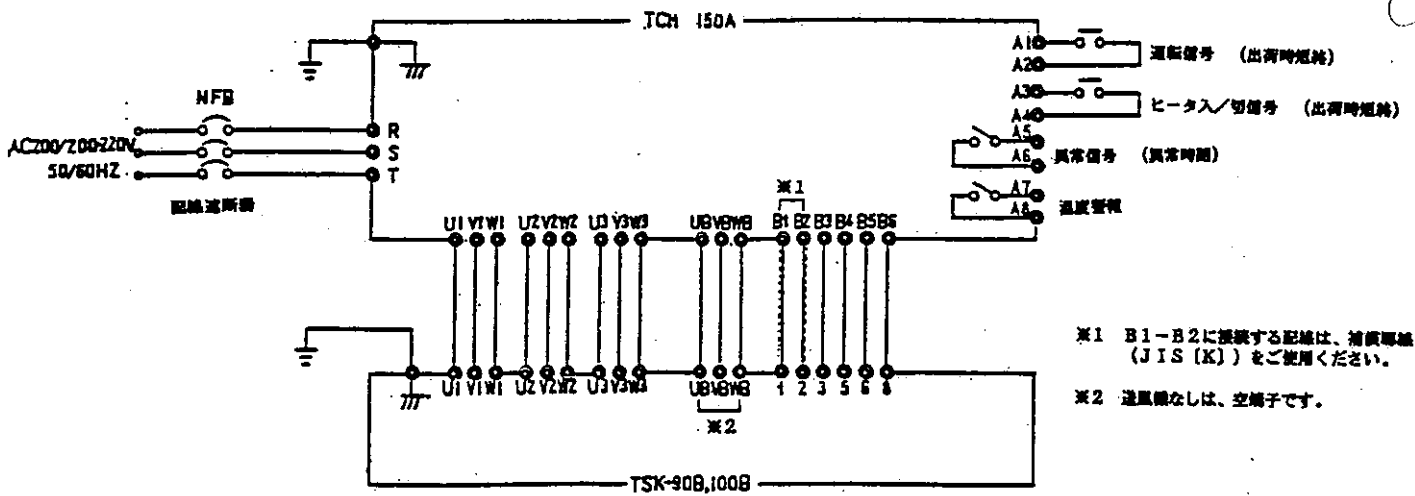 TCH 150A
A1
A2
運転信号 (出荷時短絡)
A3
A4
ヒータ入/切信号 (出荷時短絡)
A5
A6
異常信号 (異常時閉)
A7
A8
温度警報
NFB
AC200/200-220V
50/60HZ
配線遮断器
R
S
T
※1
U1 V1 W1 U2 V2 W2 U3 V3 W3 UB VB WB B1 B2 B3 B4 B5 B6
U1 V1 W1 U2 V2 W2 U3 V3 W3 UB VB WB 1 2 3 5 6 8
※2
TSK-90B,100B
※1 B1-B2に接続する配線は、補償導線
(JIS[K])をご使用ください。
※2 送風機なしは、空端子です。